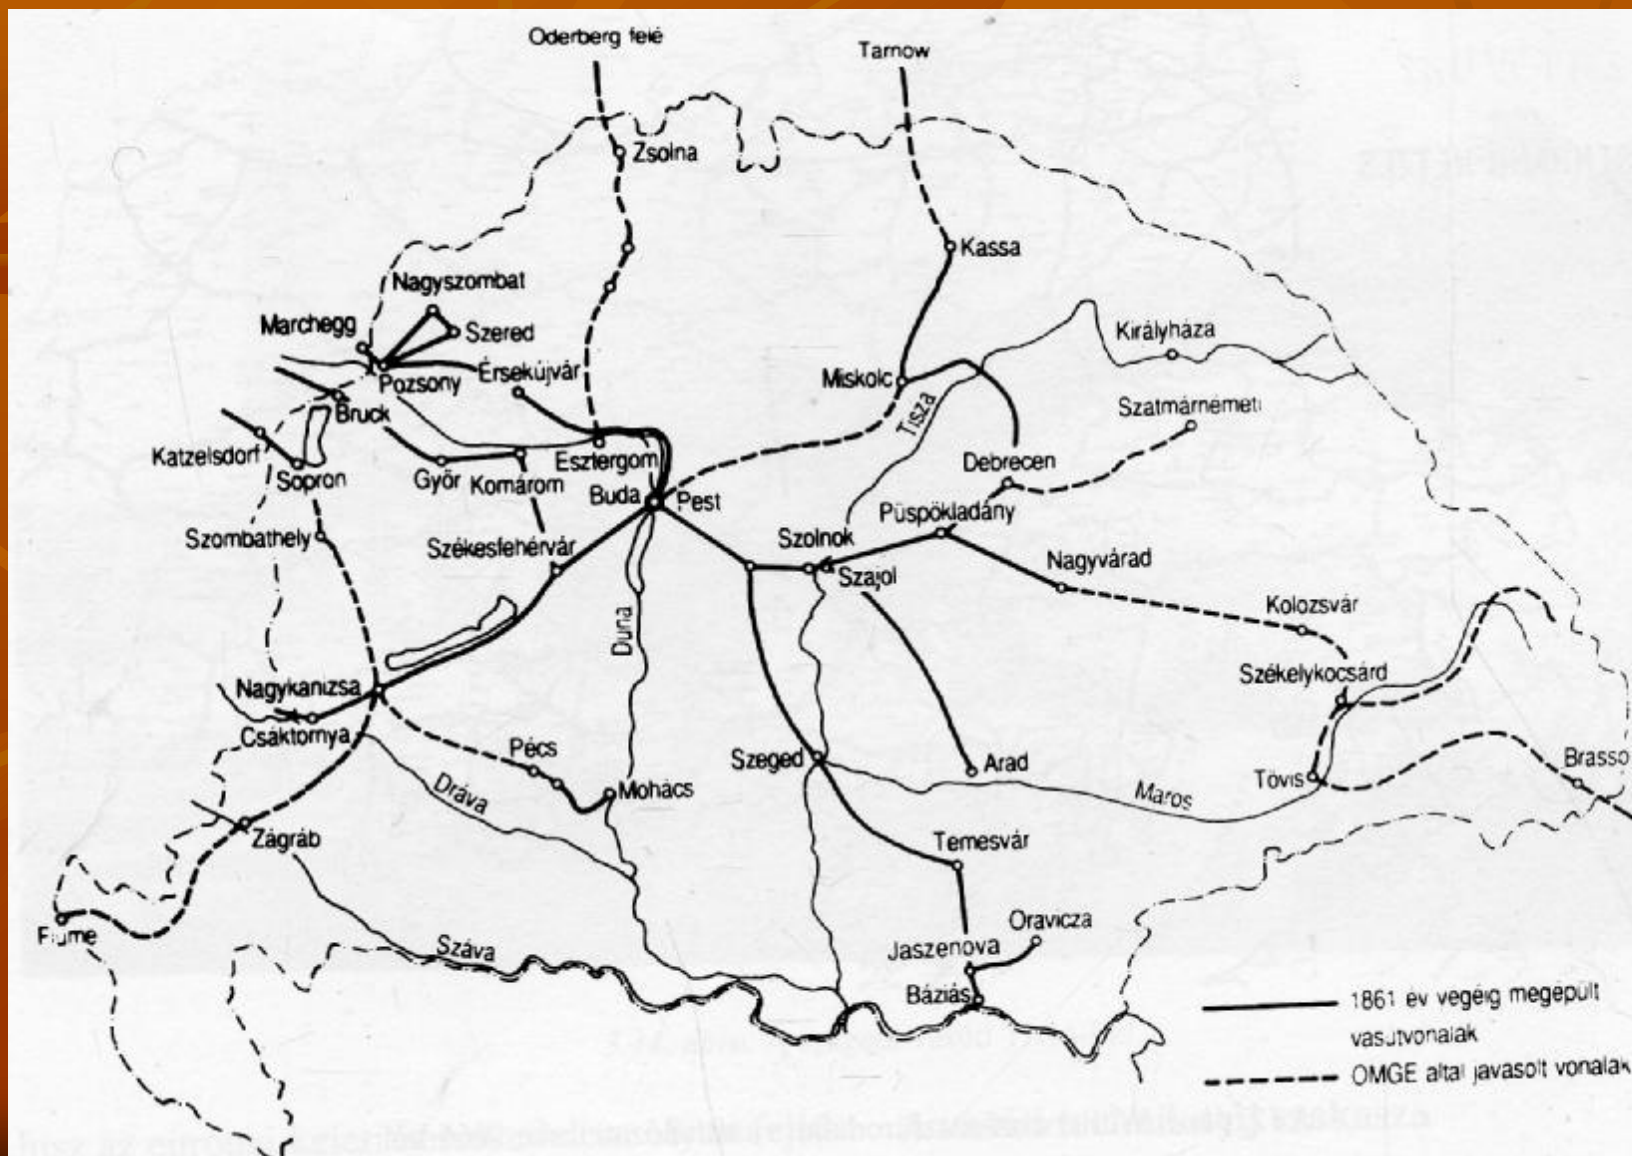 Oderberg felé
Tarnow
Zsolna
Kassa
Nagyszombat
Marchegg
Szered
Királyháza
Pozsony
Érsekújvár
Miskolc
Bruck
Tisza
Szatmárnémeti
Katzelsdorf
Sopron
Győr
Komárom
Esztergom
Debrecen
Buda
Pest
Püspökladány
Szombathely
Székesfehérvár
Szolnok
Szajol
Nagyvárad
Kolozsvár
Duna
Székelykocsárd
Nagykanizsa
Csáktornya
Pécs
Szeged
Arad
Tövis
Brassó
Dráva
Mohács
Maros
Zágráb
Temesvár
Oravicza
Fiume
Száva
Jaszenova
Báziás
1861 év végéig megépült
vasútvonalak
OMGE által javasolt vonalak